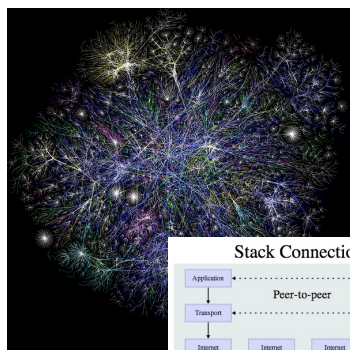 Stack Connectio
Application
Peer-to-peer
Transport
Internet Internet Internet